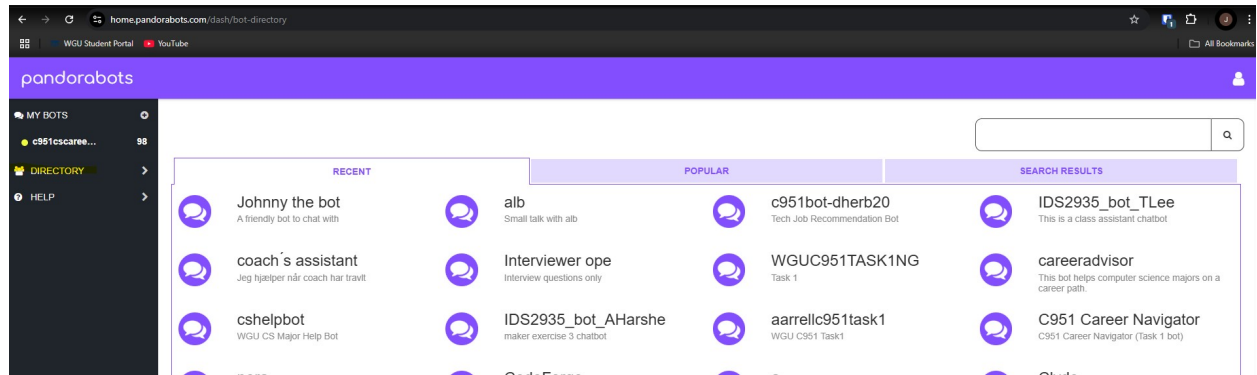 home.pandorabots.com/dash/bot-directory
J
WGU Student Portal
YouTube
All Bookmarks
pandorabots
MY BOTS
c951cscaree...
98
DIRECTORY
HELP
RECENT
POPULAR
SEARCH RESULTS
Johnny the bot
A friendly bot to chat with
alb
Small talk with alb
c951bot-dherb20
Tech Job Recommendation Bot
IDS2935_bot_TLee
This is a class assistant chatbot
coach´s assistant
Jeg hjælper når coach har travlt
Interviewer ope
Interview questions only
WGUC951TASK1NG
Task 1
careeradvisor
This bot helps computer science majors on a
career path.
cshelpbot
WGU CS Major Help Bot
IDS2935_bot_AHarshe
maker exercise 3 chatbot
aarrellc951task1
WGU C951 Task1
C951 Career Navigator
C951 Career Navigator (Task 1 bot)